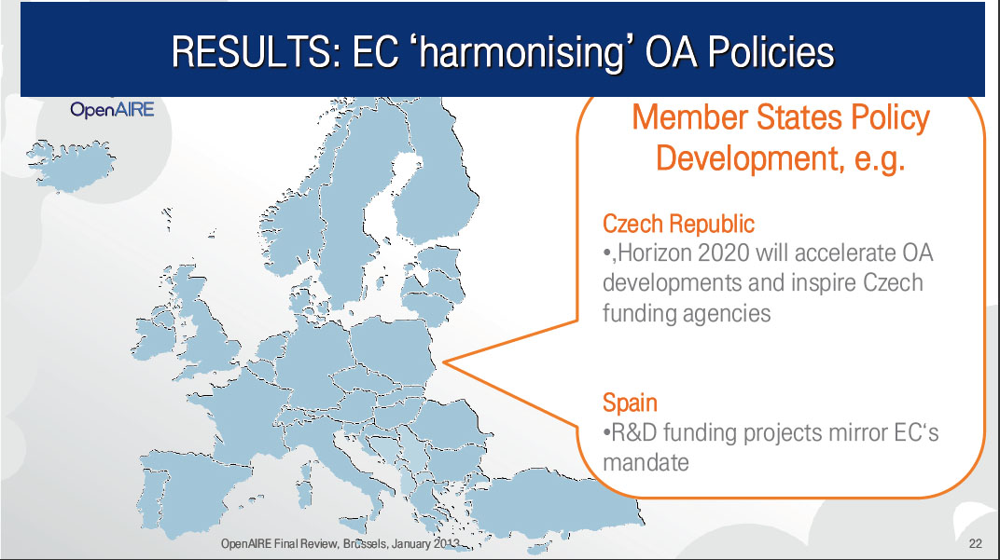 RESULTS: EC ‘harmonising’ OA Policies
OpenAIRE
Member States Policy
Development, e.g.
Czech Republic
•‚Horizon 2020 will accelerate OA
developments and inspire Czech
funding agencies
Spain
•R&D funding projects mirror EC‘s
mandate
OpenAIRE Final Review, Brussels, January 2013
22